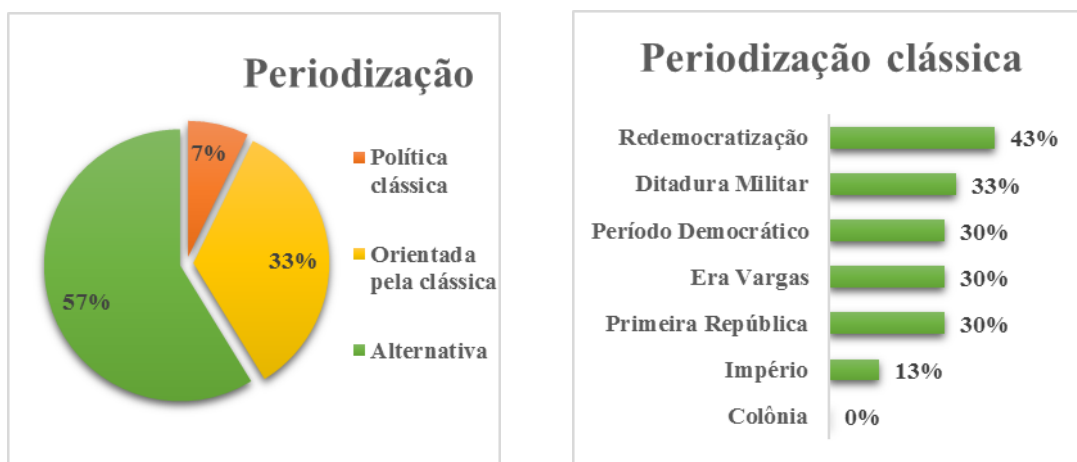 Periodização
7%
33%
57%
Política
clássica
Orientada
pela clássica
Alternativa
Periodização clássica
Redemocratização 43%
Ditadura Militar 33%
Período Democrático 30%
Era Vargas 30%
Primeira República 30%
Império 13%
Colônia 0%